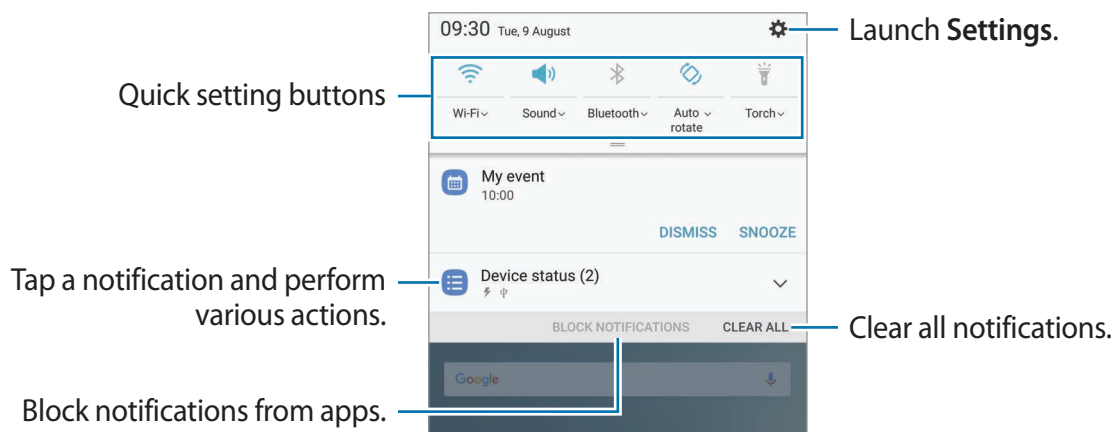 09:30 Tue, 9 August
Launch Settings.
Quick setting buttons
Wi-Fi
Sound
Bluetooth
Auto
rotate
Torch
My event
10:00
DISMISS SNOOZE
Tap a notification and perform
various actions.
Device status (2)
BLOCK NOTIFICATIONS CLEAR ALL
Clear all notifications.
Google
Block notifications from apps.